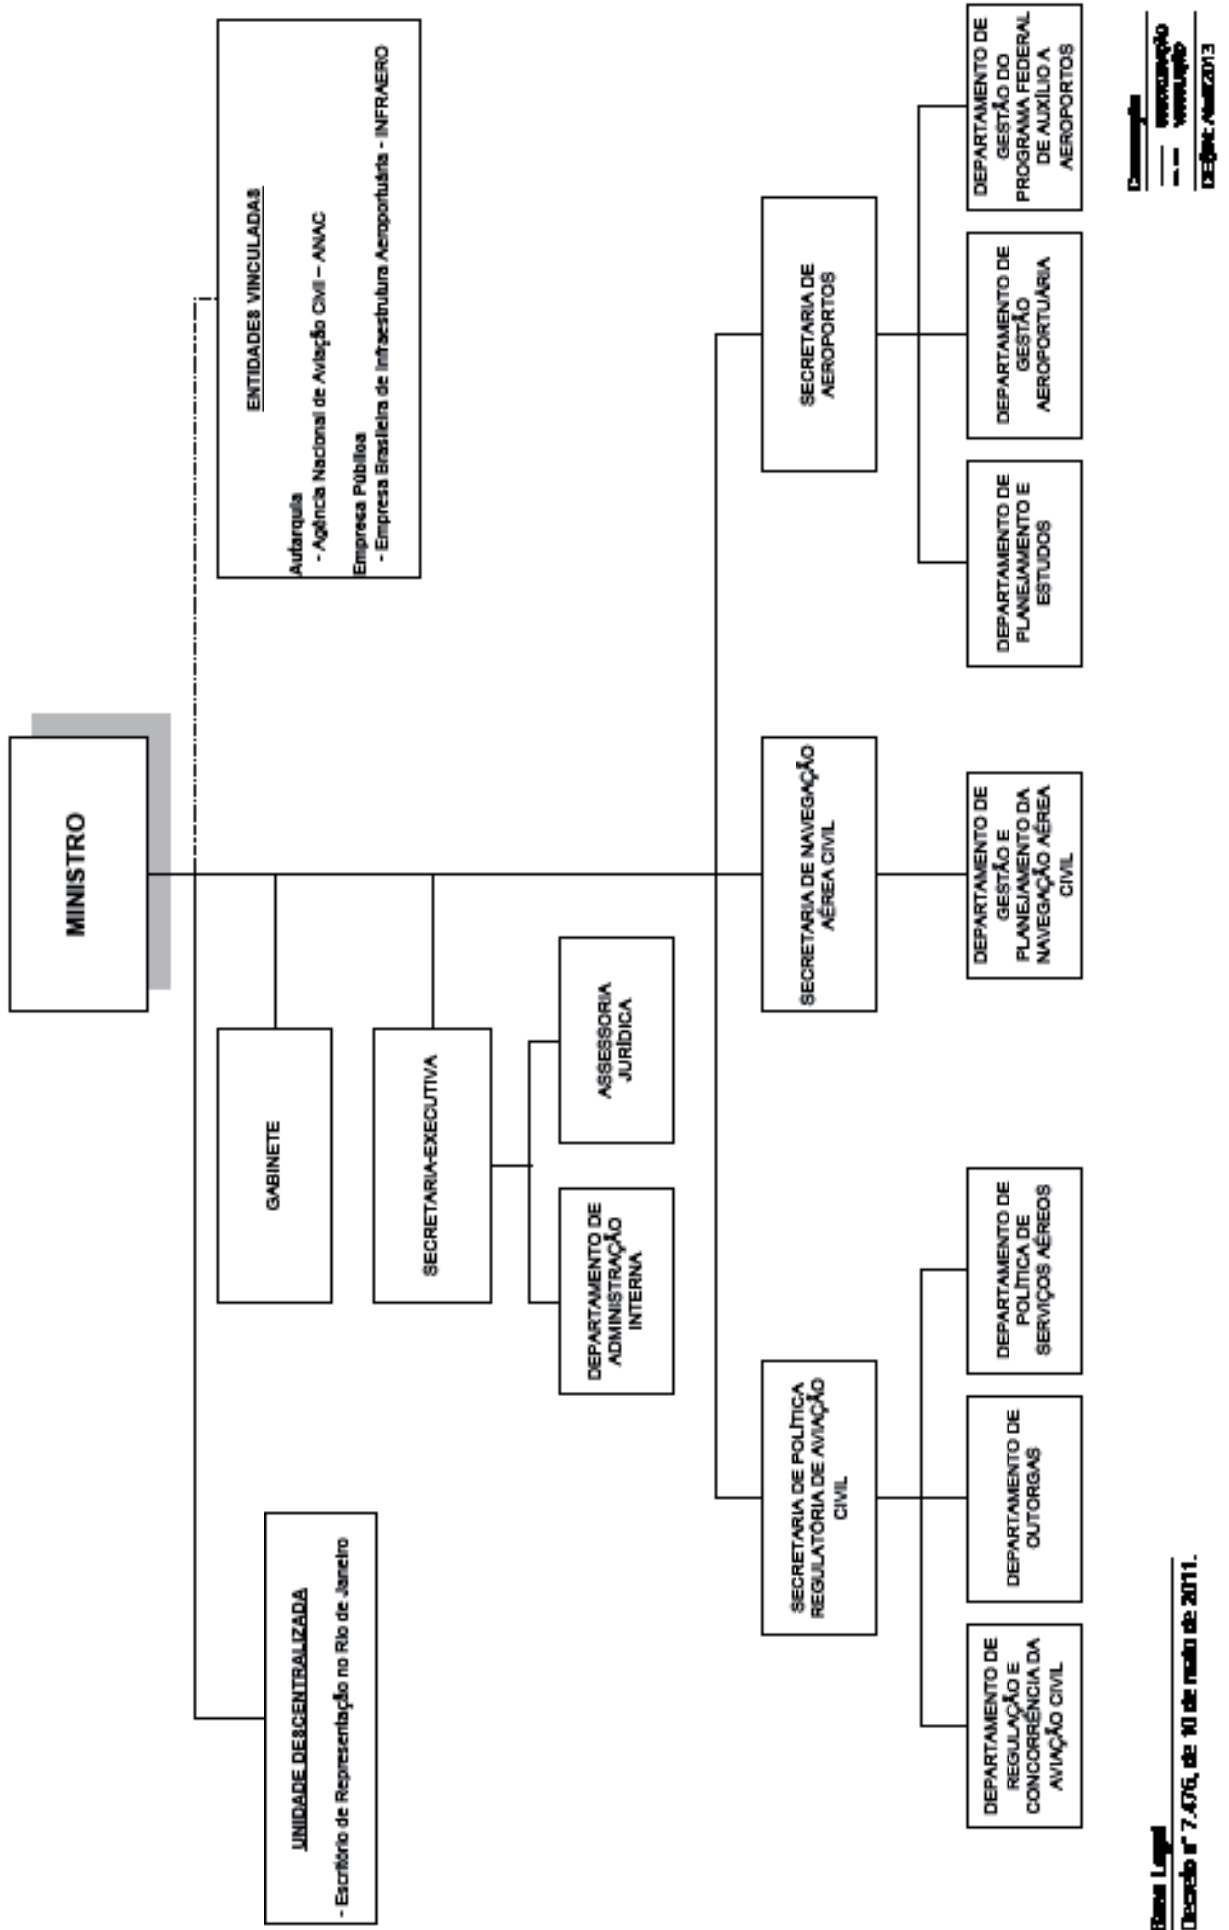 MINISTRO
UNIDADE DESCENTRALIZADA
- Escritório de Representação no Rio de Janeiro
GABINETE
ENTIDADES VINCULADAS
Autarquia
- Agência Nacional de Aviação Civil – ANAC
Empresa Pública
- Empresa Brasileira de Infraestrutura Aeroportuária - INFRAERO
SECRETARIA-EXECUTIVA
DEPARTAMENTO DE
ADMINISTRAÇÃO
INTERNA
ASSESSORIA
JURÍDICA
SECRETARIA DE POLÍTICA
REGULATÓRIA DE AVIAÇÃO
CIVIL
SECRETARIA DE NAVEGAÇÃO
AÉREA CIVIL
SECRETARIA DE
AEROPORTOS
DEPARTAMENTO DE
REGULAÇÃO E
CONCORRÊNCIA DA
AVIAÇÃO CIVIL
DEPARTAMENTO DE
OUTORGAS
DEPARTAMENTO DE
POLÍTICA DE
SERVIÇOS AÉREOS
DEPARTAMENTO DE
GESTÃO E
PLANEJAMENTO DA
NAVEGAÇÃO AÉREA
CIVIL
DEPARTAMENTO DE
PLANEJAMENTO E
ESTUDOS
DEPARTAMENTO DE
GESTÃO
AEROPORTUÁRIA
DEPARTAMENTO DE
GESTÃO DO
PROGRAMA FEDERAL
DE AUXÍLIO A
AEROPORTOS
Base Legal
Decreto nº 7.476, de 10 de maio de 2011.